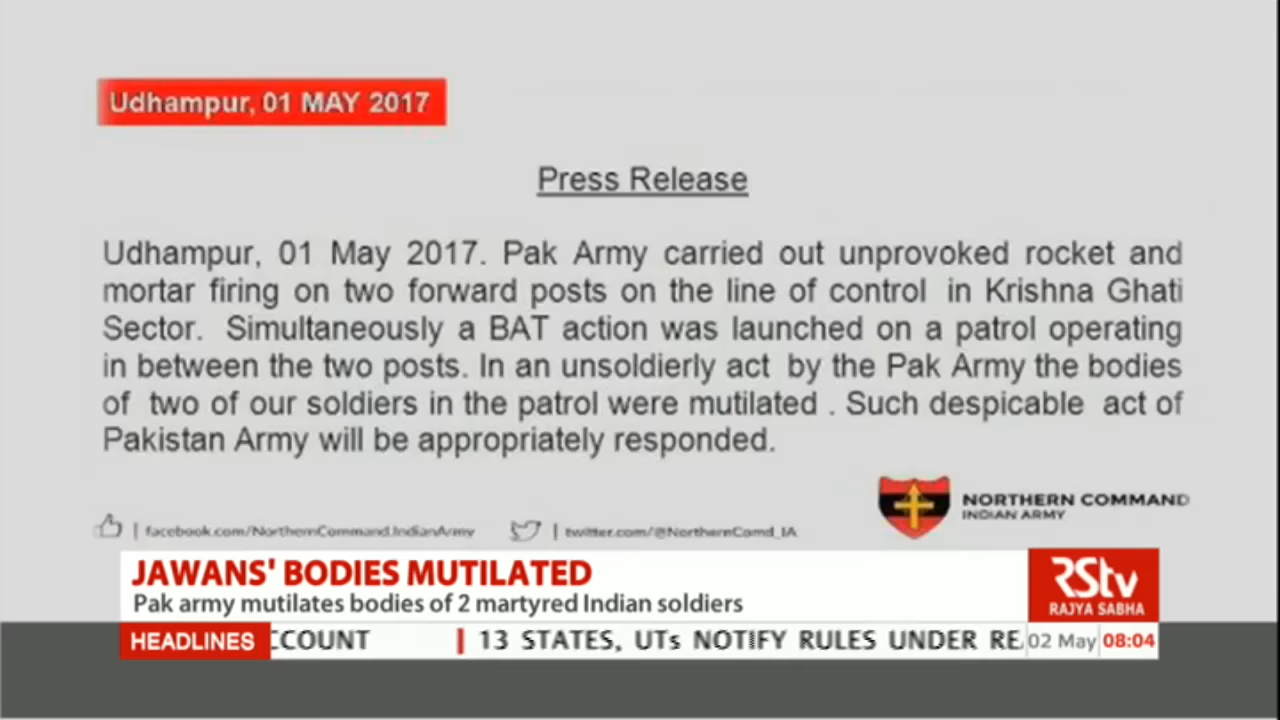 Udhampur, 01 MAY 2017
Press Release
Udhampur, 01 May 2017. Pak Army carried out unprovoked rocket and
mortar firing on two forward posts on the line of control in Krishna Ghati
Sector. Simultaneously a BAT action was launched on a patrol operating
in between the two posts. In an unsoldierly act by the Pak Army the bodies
of two of our soldiers in the patrol were mutilated . Such despicable act of
Pakistan Army will be appropriately responded.
NORTHERN COMMAND
INDIAN ARMY
| facebook.com/NorthernCommand.IndianArmy
| twitter.com/@NorthernComd_IA
JAWANS' BODIES MUTILATED
Pak army mutilates bodies of 2 martyred Indian soldiers
RStv
RAJYA SABHA
HEADLINES CCOUNT | 13 STATES, UTs NOTIFY RULES UNDER REA 02 May 08:04